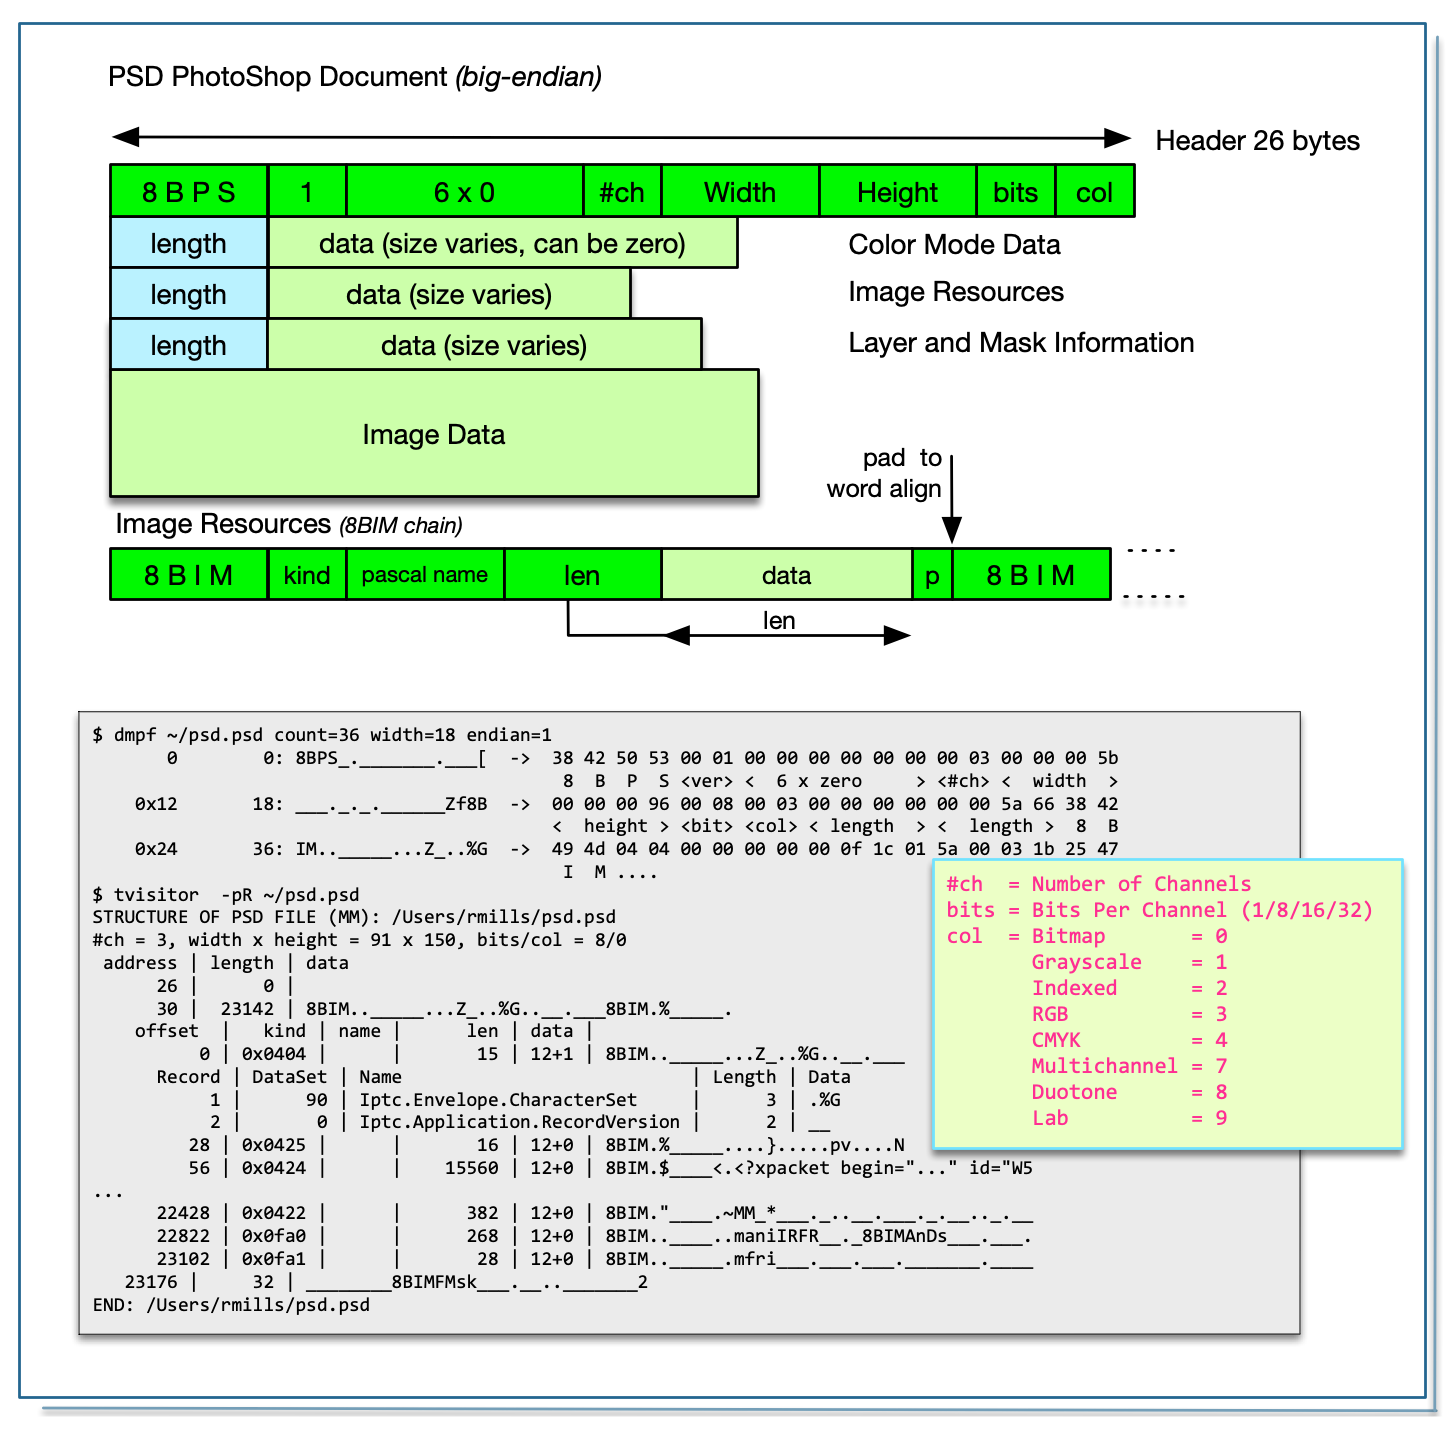 PSD PhotoShop Document (big-endian)
Header 26 bytes
8 B P S 1 6 x 0 #ch Width Height bits col
length data (size varies, can be zero) Color Mode Data
length data (size varies) Image Resources
length data (size varies) Layer and Mask Information
Image Data
pad to
word align
Image Resources (8BIM chain)
8 B I M kind pascal name len data p 8 B I M ....
.....
len
$ dmpf ~/psd.psd count=36 width=18 endian=1
       0        0: 8BPS_._______.___[  ->  38 42 50 53 00 01 00 00 00 00 00 00 00 03 00 00 00 5b
                                            8  B  P  S <ver> <  6 x zero      > <#ch> <  width  >
    0x12       18: ___._._.______Zf8B  ->  00 00 00 96 00 08 00 03 00 00 00 00 00 00 5a 66 38 42
                                           <  height > <bit> <col> < length  > <  length >  8  B
    0x24       36: IM.._____...Z_..%G  ->  49 4d 04 04 00 00 00 00 00 0f 1c 01 5a 00 03 1b 25 47
                                            I  M ....
$ tvisitor  -pR ~/psd.psd
STRUCTURE OF PSD FILE (MM): /Users/rmills/psd.psd
#ch = 3, width x height = 91 x 150, bits/col = 8/0
 address | length | data
      26 |      0 |
      30 |  23142 | 8BIM.._____...Z_..%G..__.___8BIM.%_____.
    offset  |   kind | name |      len | data |
          0 | 0x0404 |      |       15 | 12+1 | 8BIM.._____...Z_..%G..__.___
      Record | DataSet | Name                           | Length | Data
           1 |      90 | Iptc.Envelope.CharacterSet     |      3 | .%G
           2 |       0 | Iptc.Application.RecordVersion |      2 | __
         28 | 0x0425 |      |       16 | 12+0 | 8BIM.%_____....}.....pv....N
         56 | 0x0424 |      |    15560 | 12+0 | 8BIM.$____<.<?xpacket begin="..." id="W5
...
      22428 | 0x0422 |      |      382 | 12+0 | 8BIM."____.~MM_*___._..__.___._.__.._.__
      22822 | 0x0fa0 |      |      268 | 12+0 | 8BIM..____..maniIRFR__._8BIMAnDs___.___.
      23102 | 0x0fa1 |      |       28 | 12+0 | 8BIM.._____.mfri___.___.___._______.____
   23176 |     32 | ________8BIMFMsk___.__.._______2
END: /Users/rmills/psd.psd
#ch  = Number of Channels
bits = Bits Per Channel (1/8/16/32)
col  = Bitmap       = 0
       Grayscale    = 1
       Indexed      = 2
       RGB          = 3
       CMYK         = 4
       Multichannel = 7
       Duotone      = 8
       Lab          = 9